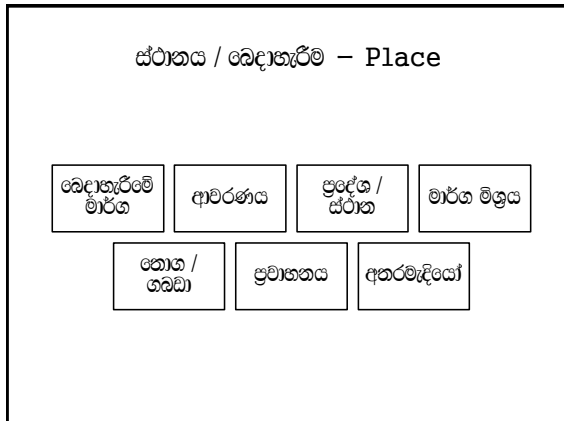 ස්ථානය / බෙදාහැරීම – Place
බෙදාහැරීමේ
මාර්ග
ආවරණය
ප්‍රදේශ /
ස්ථාන
මාර්ග මිශ්‍රය
තොග /
ගබඩා
ප්‍රවාහනය
අතරමැදියෝ